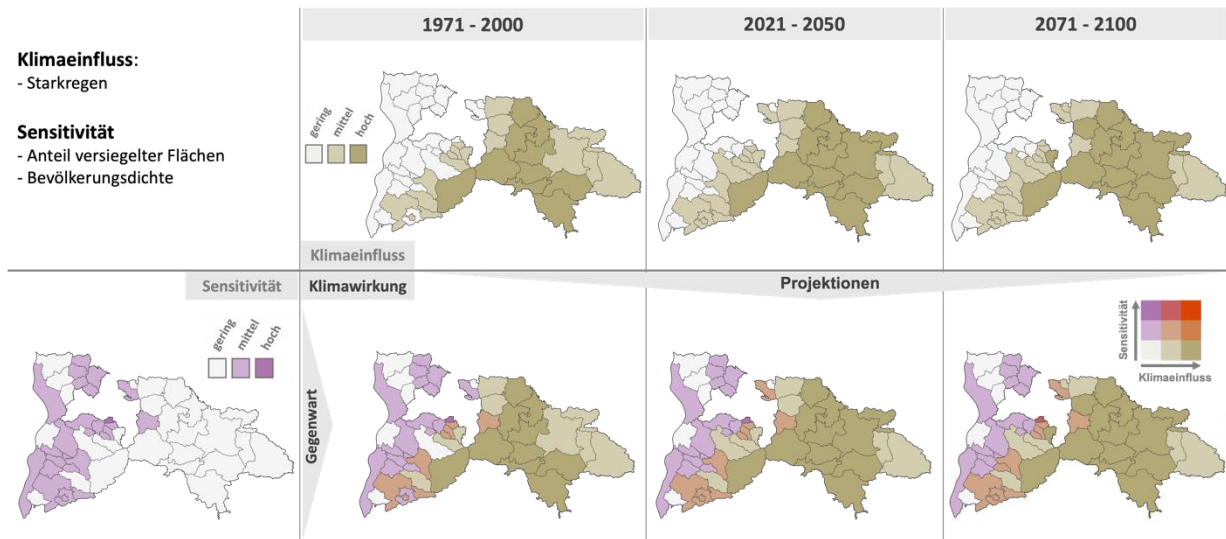 1971 - 2000
2021 - 2050
2071 - 2100
Klimaeinfluss:
- Starkregen
Sensitivität
- Anteil versiegelter Flächen
- Bevölkerungsdichte
gering
mittel
hoch
Klimaeinfluss
Sensitivität
Klimawirkung
Projektionen
gering
mittel
hoch
Gegenwart
Sensitivität
Klimaeinfluss